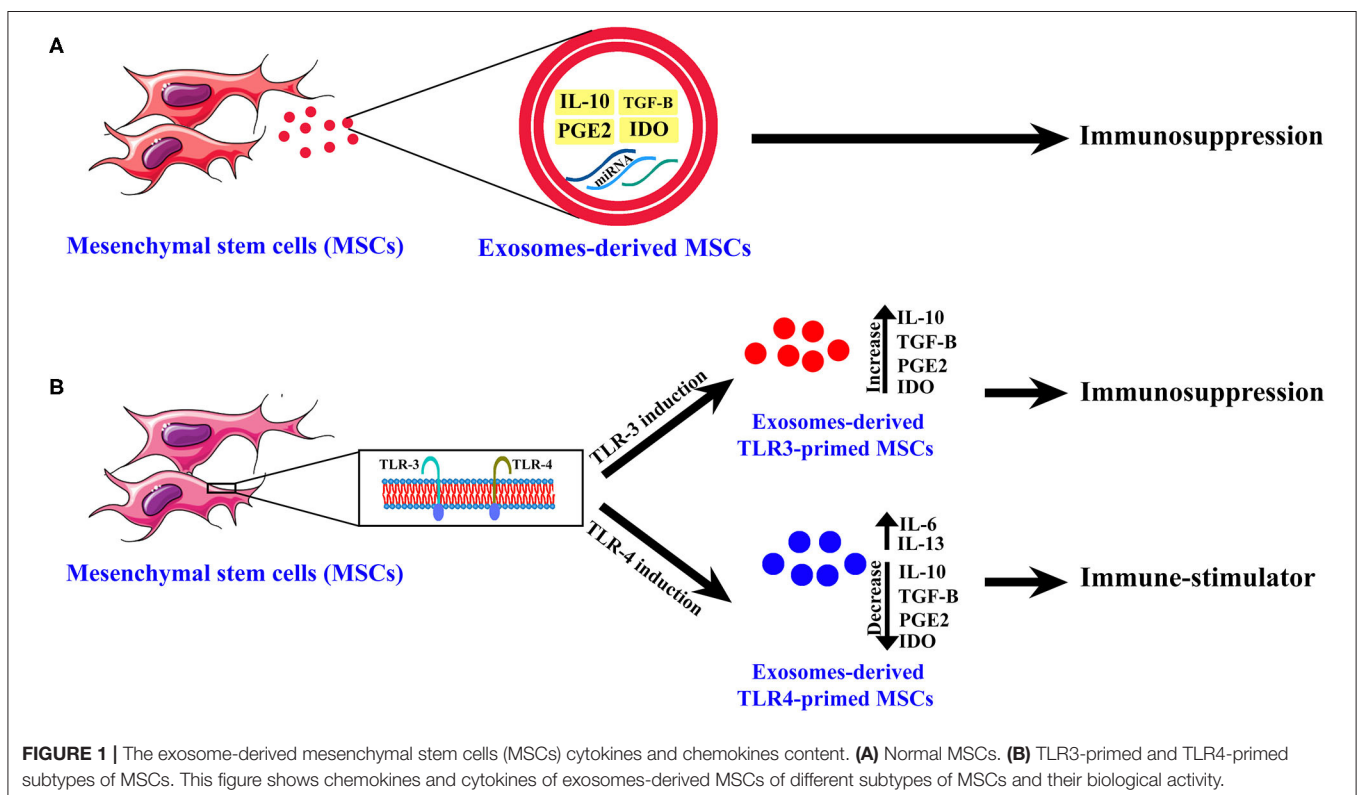 A
IL-10 TGF-B
PGE2 IDO
miRNA
Immunosuppression
Mesenchymal stem cells (MSCs)
Exosomes-derived MSCs
B
TLR-3 TLR-4
Mesenchymal stem cells (MSCs)
TLR-3 induction
Increase
IL-10
TGF-B
PGE2
IDO
Exosomes-derived
TLR3-primed MSCs
Immunosuppression
TLR-4 induction
IL-6
IL-13
Decrease
IL-10
TGF-B
PGE2
IDO
Exosomes-derived
TLR4-primed MSCs
Immune-stimulator
FIGURE 1 | The exosome-derived mesenchymal stem cells (MSCs) cytokines and chemokines content. (A) Normal MSCs. (B) TLR3-primed and TLR4-primed
subtypes of MSCs. This figure shows chemokines and cytokines of exosomes-derived MSCs of different subtypes of MSCs and their biological activity.